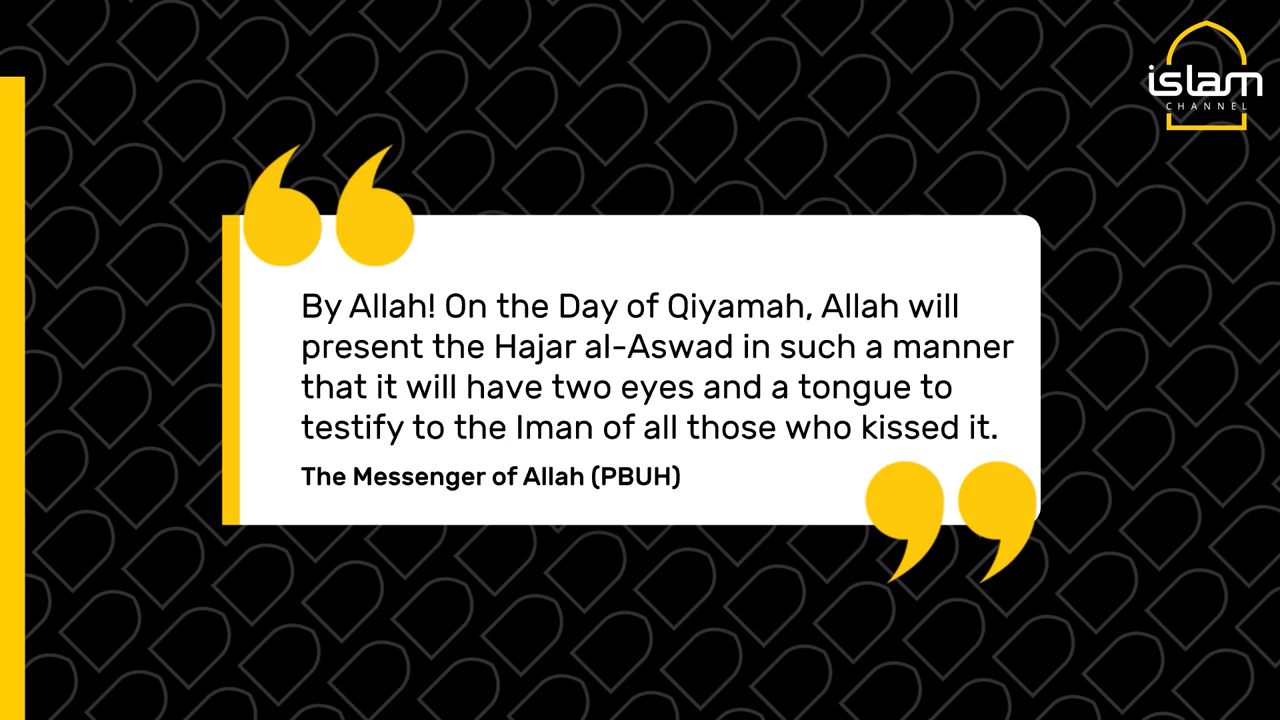 islam
CHANNEL
By Allah! On the Day of Qiyamah, Allah will
present the Hajar al-Aswad in such a manner
that it will have two eyes and a tongue to
testify to the Iman of all those who kissed it.
The Messenger of Allah (PBUH)